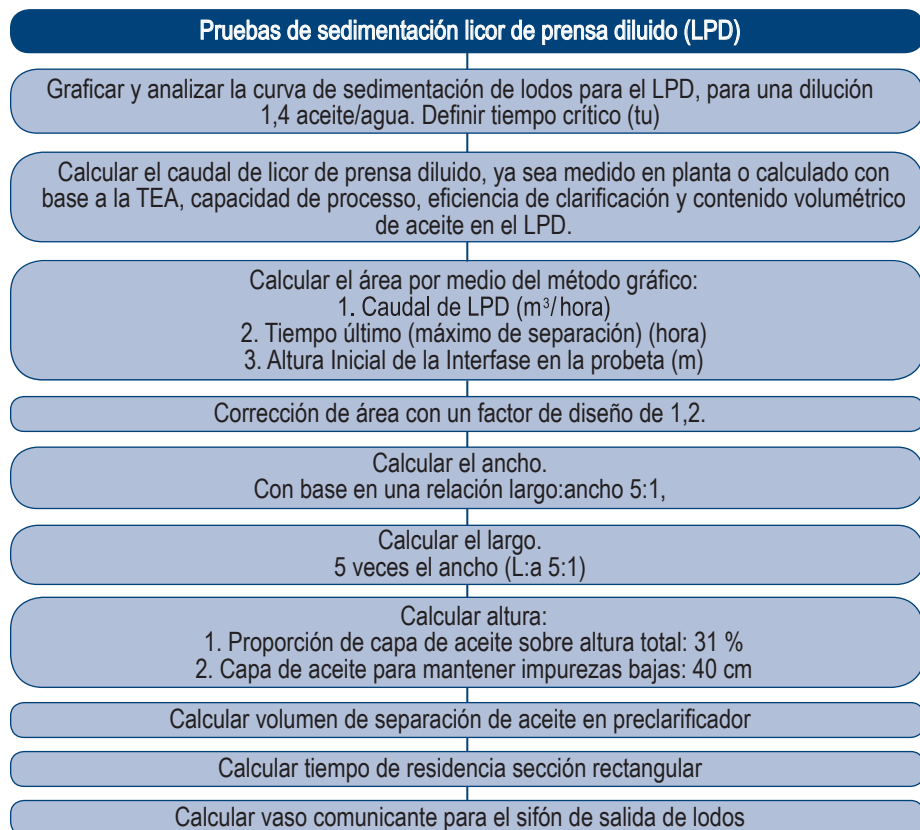 Pruebas de sedimentación licor de prensa diluido (LPD)
Graficar y analizar la curva de sedimentación de lodos para el LPD, para una dilución
1,4 aceite/agua. Definir tiempo crítico (tu)
Calcular el caudal de licor de prensa diluido, ya sea medido en planta o calculado con
base a la TEA, capacidad de proceso, eficiencia de clarificación y contenido volumétrico
de aceite en el LPD.
Calcular el área por medio del método gráfico:
1. Caudal de LPD (m³/hora)
2. Tiempo último (máximo de separación) (hora)
3. Altura Inicial de la Interfase en la probeta (m)
Corrección de área con un factor de diseño de 1,2.
Calcular el ancho.
Con base en una relación largo:ancho 5:1,
Calcular el largo.
5 veces el ancho (L:a 5:1)
Calcular altura:
1. Proporción de capa de aceite sobre altura total: 31 %
2. Capa de aceite para mantener impurezas bajas: 40 cm
Calcular volumen de separación de aceite en preclarificador
Calcular tiempo de residencia sección rectangular
Calcular vaso comunicante para el sifón de salida de lodos